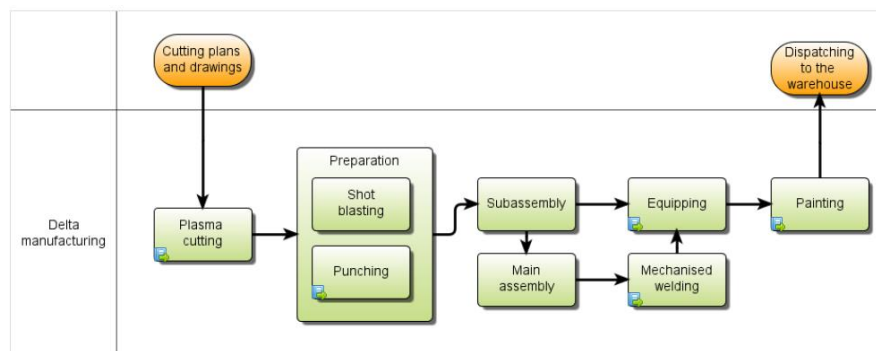 Cutting plans
and drawings
Dispatching
to the
warehouse
Delta
manufacturing
Plasma
cutting
Preparation
Shot
blasting
Punching
Subassembly
Main
assembly
Equipping
Mechanised
welding
Painting